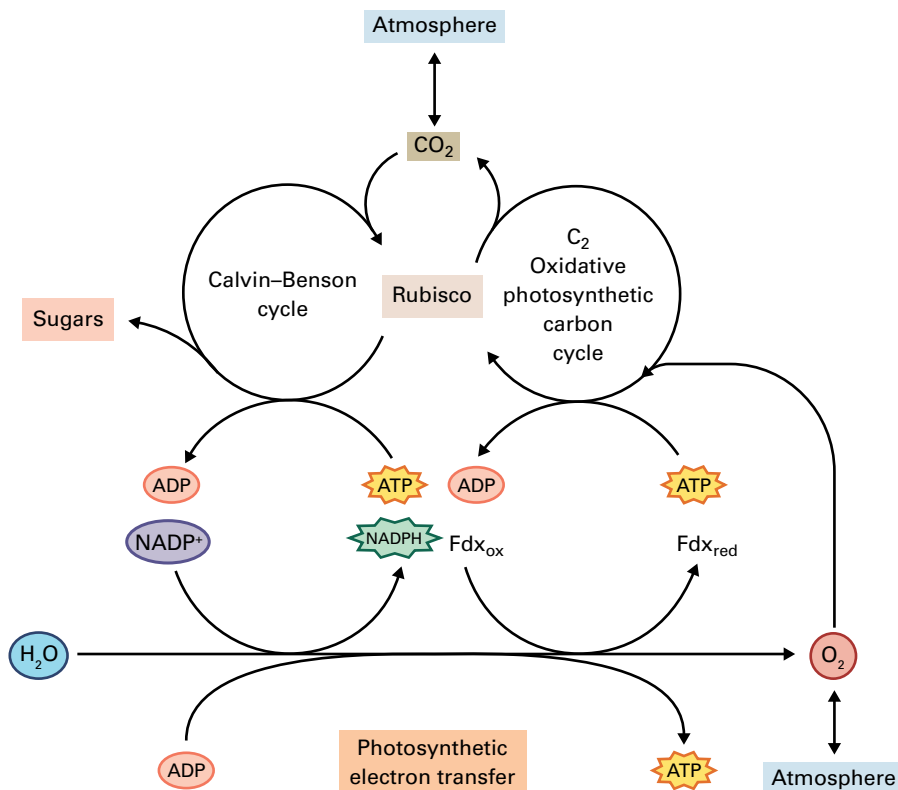 Atmosphere
CO₂
C₂
Oxidative
photosynthetic
carbon
cycle
Calvin–Benson
cycle
Rubisco
Sugars
ADP
ATP
ADP
ATP
NADP⁺
NADPH
Fdxₒₓ
Fdx_red
H₂O
O₂
ADP
Photosynthetic
electron transfer
ATP
Atmosphere